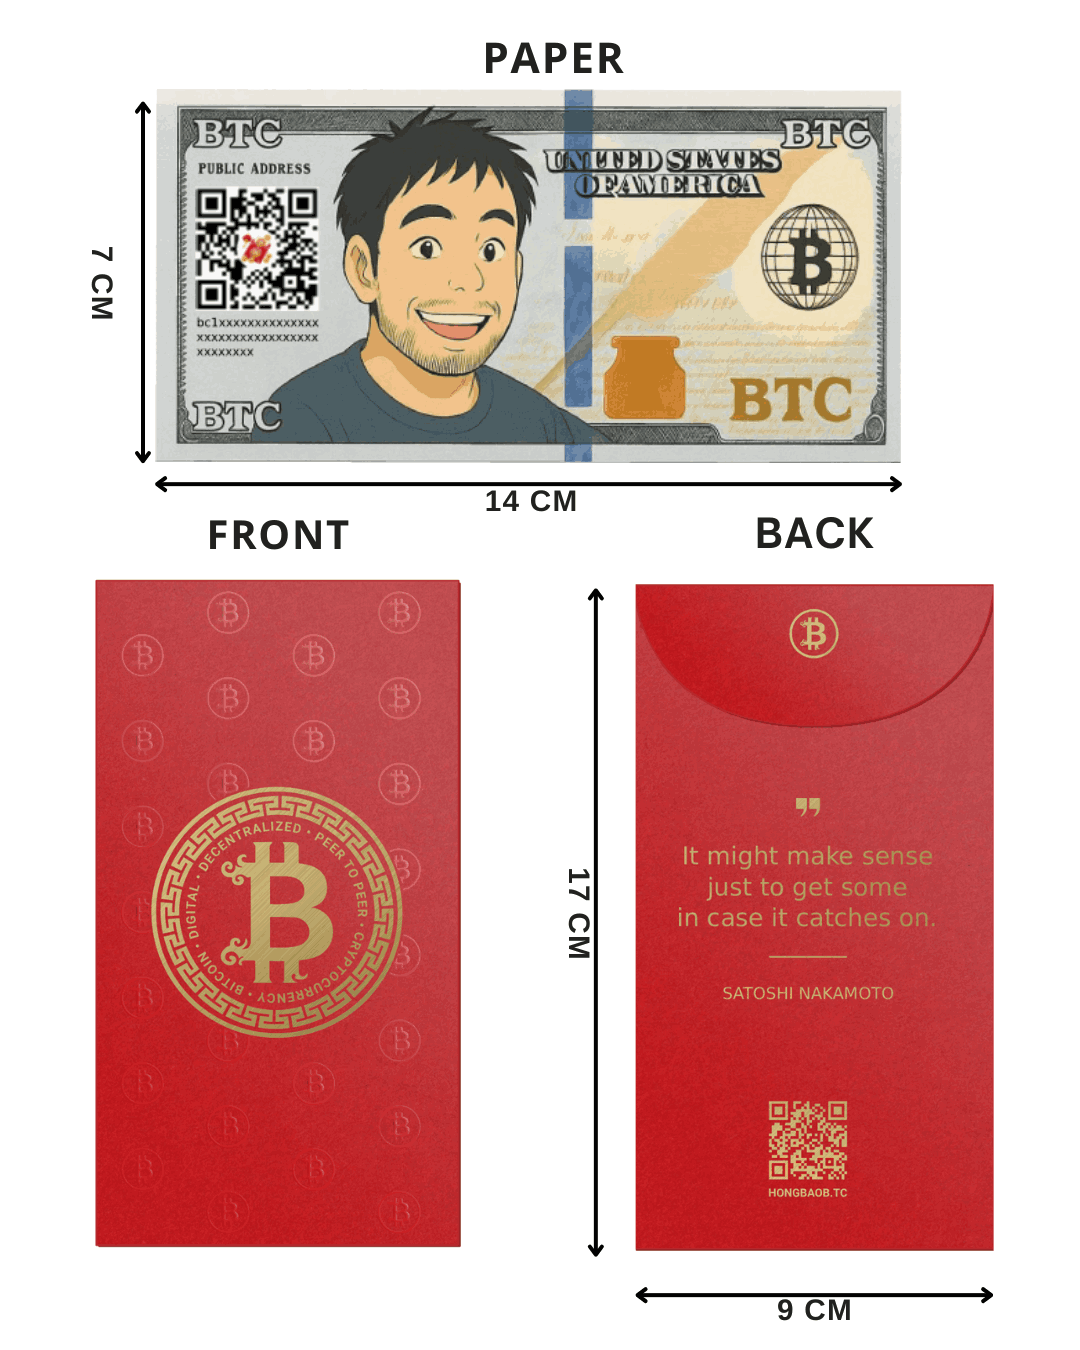 PAPER
BTC
BTC
PUBLIC ADDRESS
UNITED STATES
OF AMERICA
bc1xxxxxxxxxxxxxx
xxxxxxxxxxxxxxxxx
xxxxxxxx
BTC
BTC
7 CM
14 CM
FRONT
BACK
BITCOIN • DIGITAL • DECENTRALIZED • PEER TO PEER • CRYPTOCURRENCY •
17 CM
❞
It might make sense
just to get some
in case it catches on.
SATOSHI NAKAMOTO
HONGBAOB.TC
9 CM